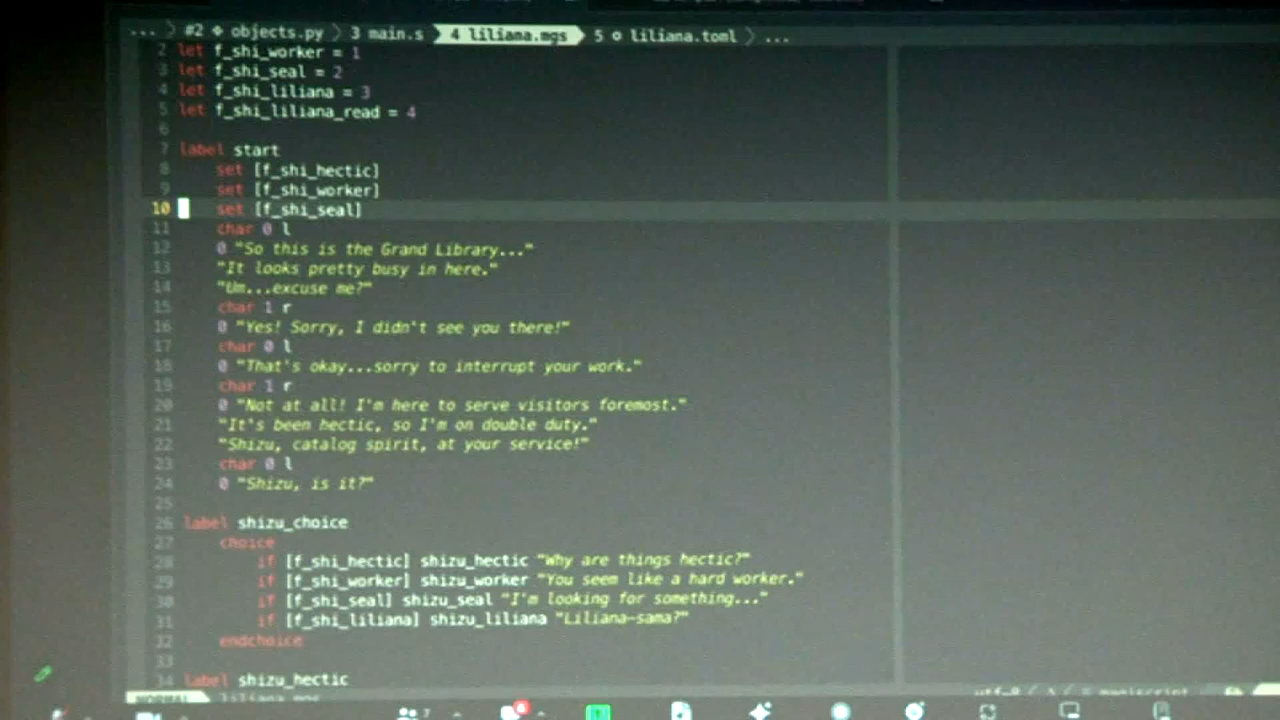 ... #2 objects.py 3 main.s 4 liliana.mgs 5 liliana.toml ...
2 let f_shi_worker = 1
3 let f_shi_seal = 2
4 let f_shi_liliana = 3
5 let f_shi_liliana_read = 4
6
7 label start
8 set [f_shi_hectic]
9 set [f_shi_worker]
10 set [f_shi_seal]
11 char 0 l
12 0 "So this is the Grand Library..."
13 "It looks pretty busy in here."
14 "Um...excuse me?"
15 char 1 r
16 0 "Yes! Sorry, I didn't see you there!"
17 char 0 l
18 0 "That's okay...sorry to interrupt your work."
19 char 1 r
20 0 "Not at all! I'm here to serve visitors foremost."
21 "It's been hectic, so I'm on double duty."
22 "Shizu, catalog spirit, at your service!"
23 char 0 l
24 0 "Shizu, is it?"
25
26 label shizu_choice
27 choice
28 if [f_shi_hectic] shizu_hectic "Why are things hectic?"
29 if [f_shi_worker] shizu_worker "You seem like a hard worker."
30 if [f_shi_seal] shizu_seal "I'm looking for something..."
31 if [f_shi_liliana] shizu_liliana "Liliana-sama?"
32 endchoice
33
34 label shizu_hectic
NORMAL liliana.mgs
7